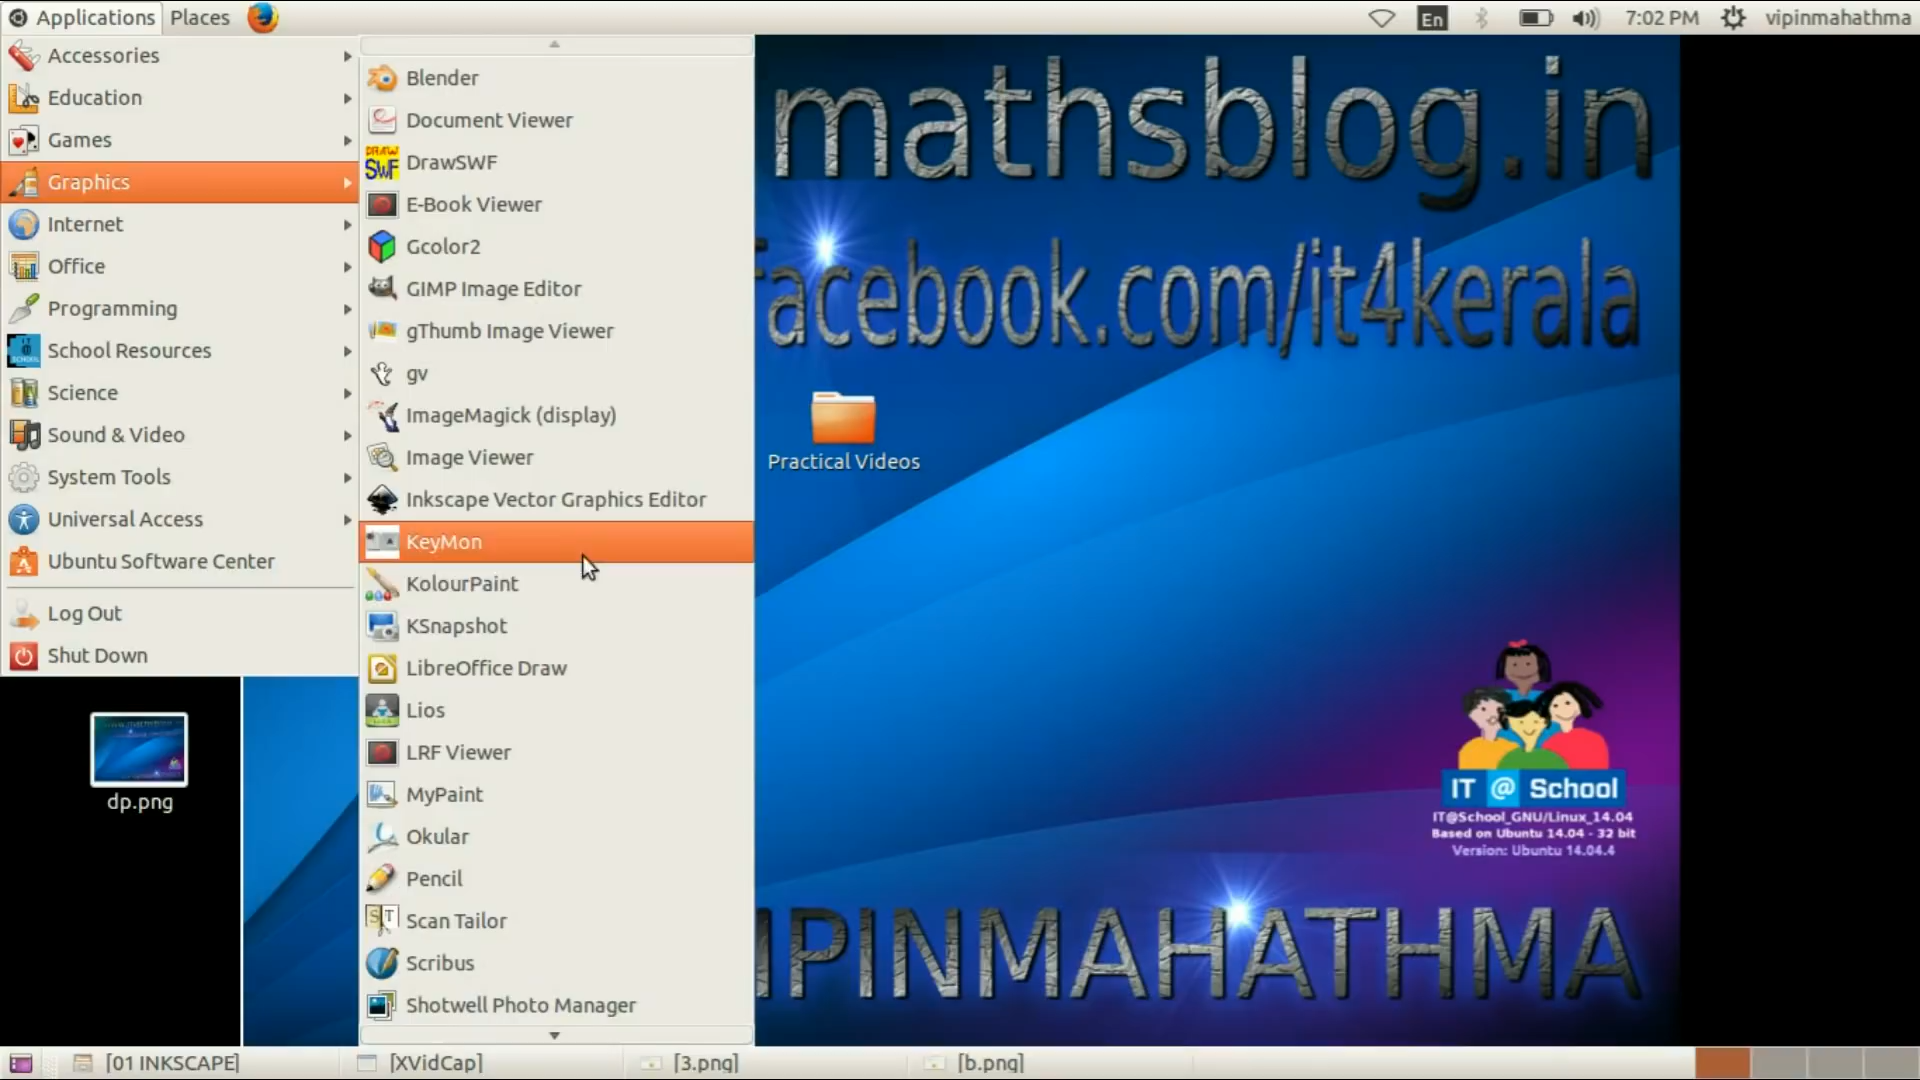 Applications Places En 7:02 PM vipinmahathma
Accessories
Education
Games
Graphics
Internet
Office
Programming
School Resources
Science
Sound & Video
System Tools
Universal Access
Ubuntu Software Center
Log Out
Shut Down
Blender
Document Viewer
DRAW SWF DrawSWF
E-Book Viewer
Gcolor2
GIMP Image Editor
gThumb Image Viewer
gv
ImageMagick (display)
Image Viewer
Inkscape Vector Graphics Editor
KeyMon
KolourPaint
KSnapshot
LibreOffice Draw
Lios
LRF Viewer
MyPaint
Okular
Pencil
Scan Tailor
Scribus
Shotwell Photo Manager
mathsblog.in
facebook.com/it4kerala
Practical Videos
dp.png
IT @ School
IT@School_GNU/Linux_14.04
Based on Ubuntu 14.04 - 32 bit
Version: Ubuntu 14.04.4
IPINMAHATHMA
[01 INKSCAPE] [XVidCap] [3.png] [b.png]